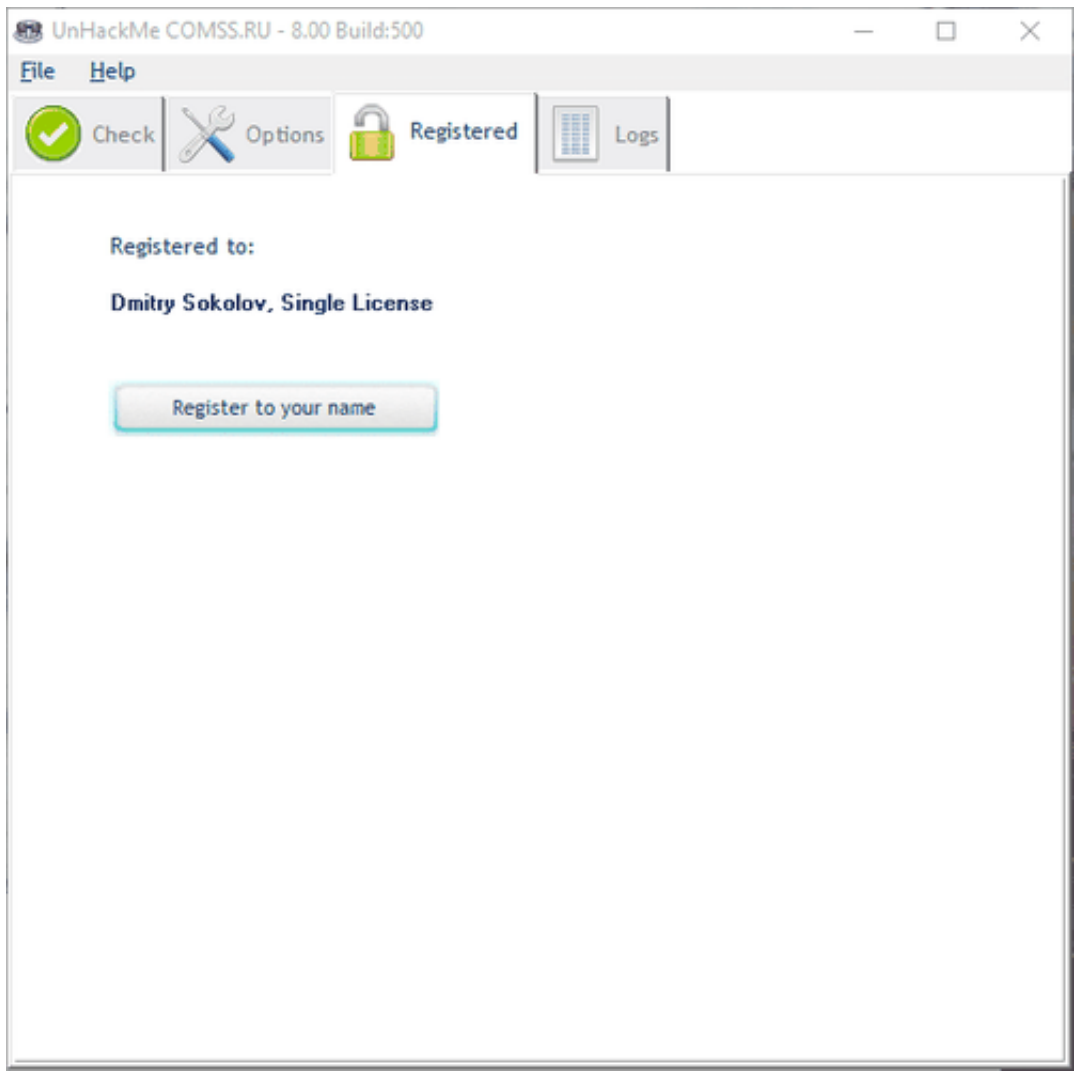 UnHackMe COMSS.RU - 8.00 Build:500
File Help
Check Options Registered Logs
Registered to:
Dmitry Sokolov, Single License
Register to your name